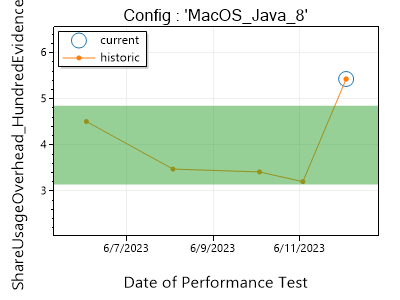 Config : 'MacOS_Java_8'
current
historic
ShareUsageOverhead_HundredEvidence
6
5
4
3
6/7/2023
6/9/2023
6/11/2023
Date of Performance Test